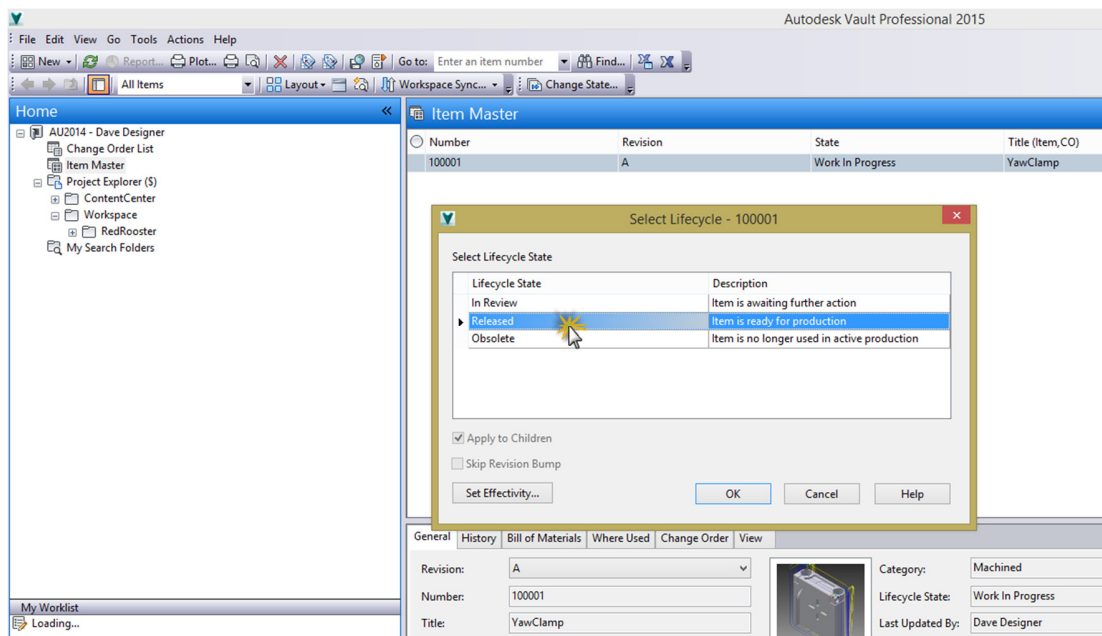 Autodesk Vault Professional 2015
File Edit View Go Tools Actions Help
New Report... Plot... Go to: Enter an item number Find...
All Items Layout Workspace Sync... Change State...
Home
AU2014 - Dave Designer
Change Order List
Item Master
Project Explorer ($)
ContentCenter
Workspace
RedRooster
My Search Folders
My Worklist
Loading...
Item Master
Number Revision State Title (Item,CO)
100001 A Work In Progress YawClamp
Select Lifecycle - 100001
Select Lifecycle State
Lifecycle State Description
In Review Item is awaiting further action
Released Item is ready for production
Obsolete Item is no longer used in active production
Apply to Children
Skip Revision Bump
Set Effectivity... OK Cancel Help
General History Bill of Materials Where Used Change Order View
Revision: A Category: Machined
Number: 100001 Lifecycle State: Work In Progress
Title: YawClamp Last Updated By: Dave Designer